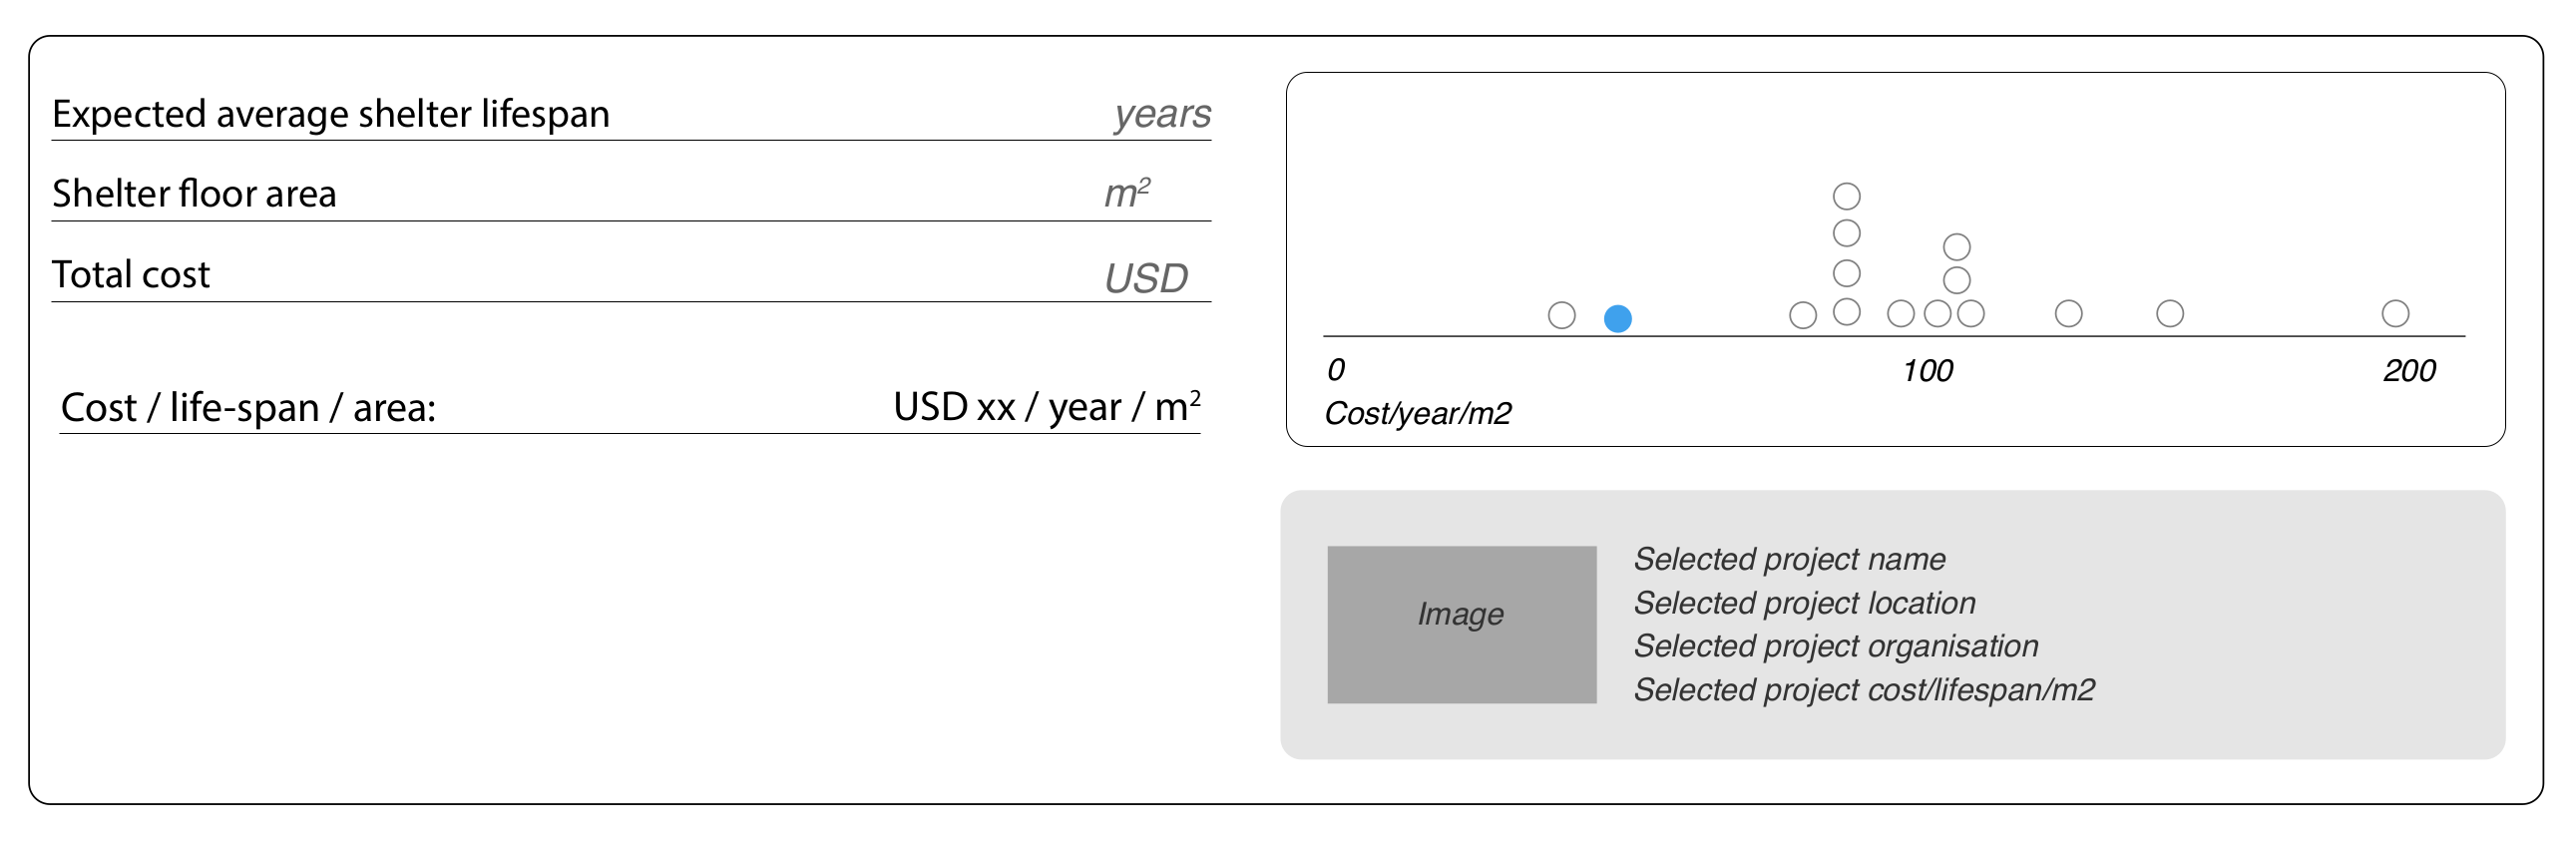 Expected average shelter lifespan years
Shelter floor area m²
Total cost USD
Cost / life-span / area: USD xx / year / m²
0 100 200
Cost/year/m2
Image
Selected project name
Selected project location
Selected project organisation
Selected project cost/lifespan/m2